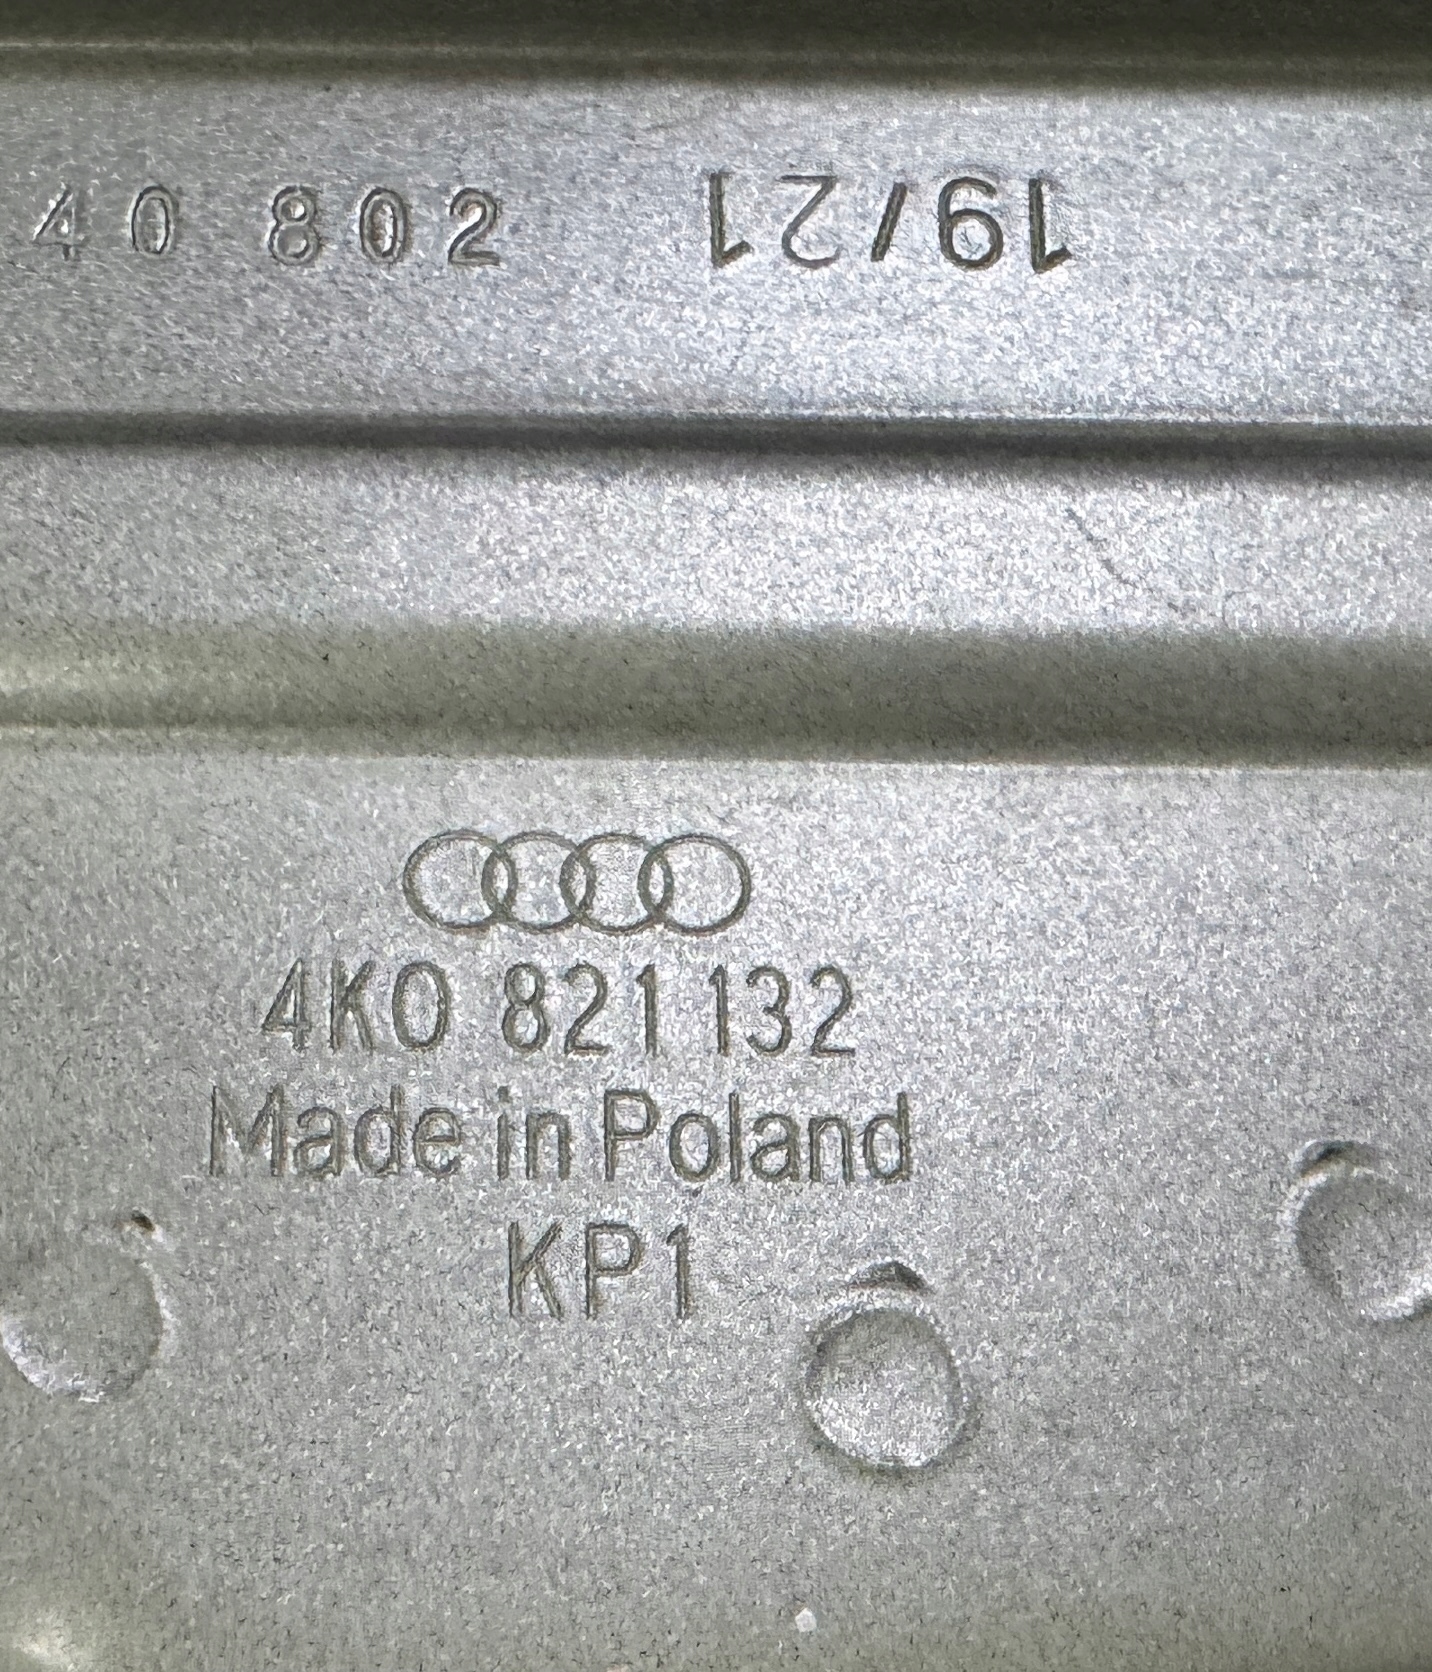 40 802 19/21
4K0 821 132
Made in Poland
KP1